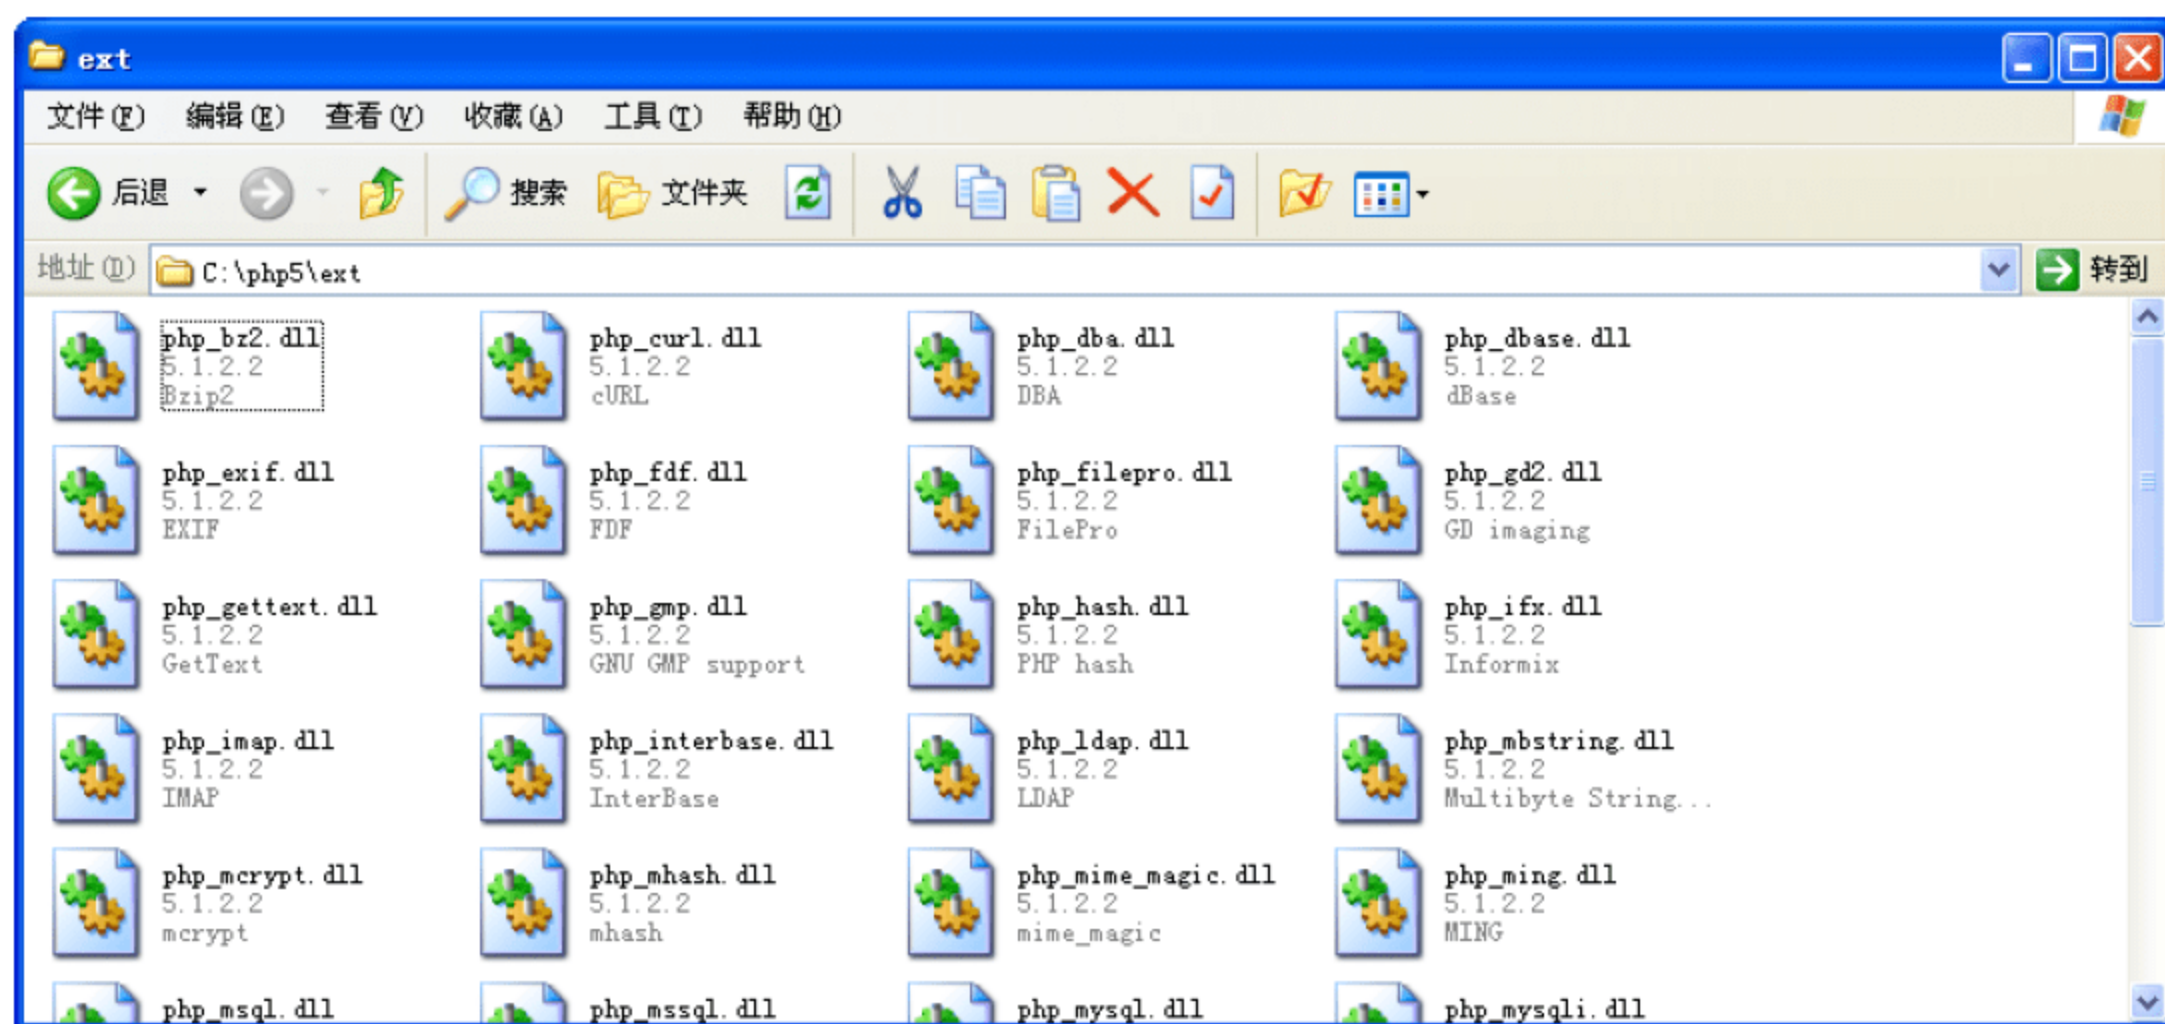 ext
文件(F) 编辑(E) 查看(V) 收藏(A) 工具(T) 帮助(H)
后退 搜索 文件夹
地址(D) C:\php5\ext 转到
php_bz2.dll
5.1.2.2
Bzip2
php_curl.dll
5.1.2.2
cURL
php_dba.dll
5.1.2.2
DBA
php_dbase.dll
5.1.2.2
dBase
php_exif.dll
5.1.2.2
EXIF
php_fdf.dll
5.1.2.2
FDF
php_filepro.dll
5.1.2.2
FilePro
php_gd2.dll
5.1.2.2
GD imaging
php_gettext.dll
5.1.2.2
GetText
php_gmp.dll
5.1.2.2
GNU GMP support
php_hash.dll
5.1.2.2
PHP hash
php_ifx.dll
5.1.2.2
Informix
php_imap.dll
5.1.2.2
IMAP
php_interbase.dll
5.1.2.2
InterBase
php_ldap.dll
5.1.2.2
LDAP
php_mbstring.dll
5.1.2.2
Multibyte String...
php_mcrypt.dll
5.1.2.2
mcrypt
php_mhash.dll
5.1.2.2
mhash
php_mime_magic.dll
5.1.2.2
mime_magic
php_ming.dll
5.1.2.2
MING
php_msql.dll
php_mssql.dll
php_mysql.dll
php_mysqli.dll